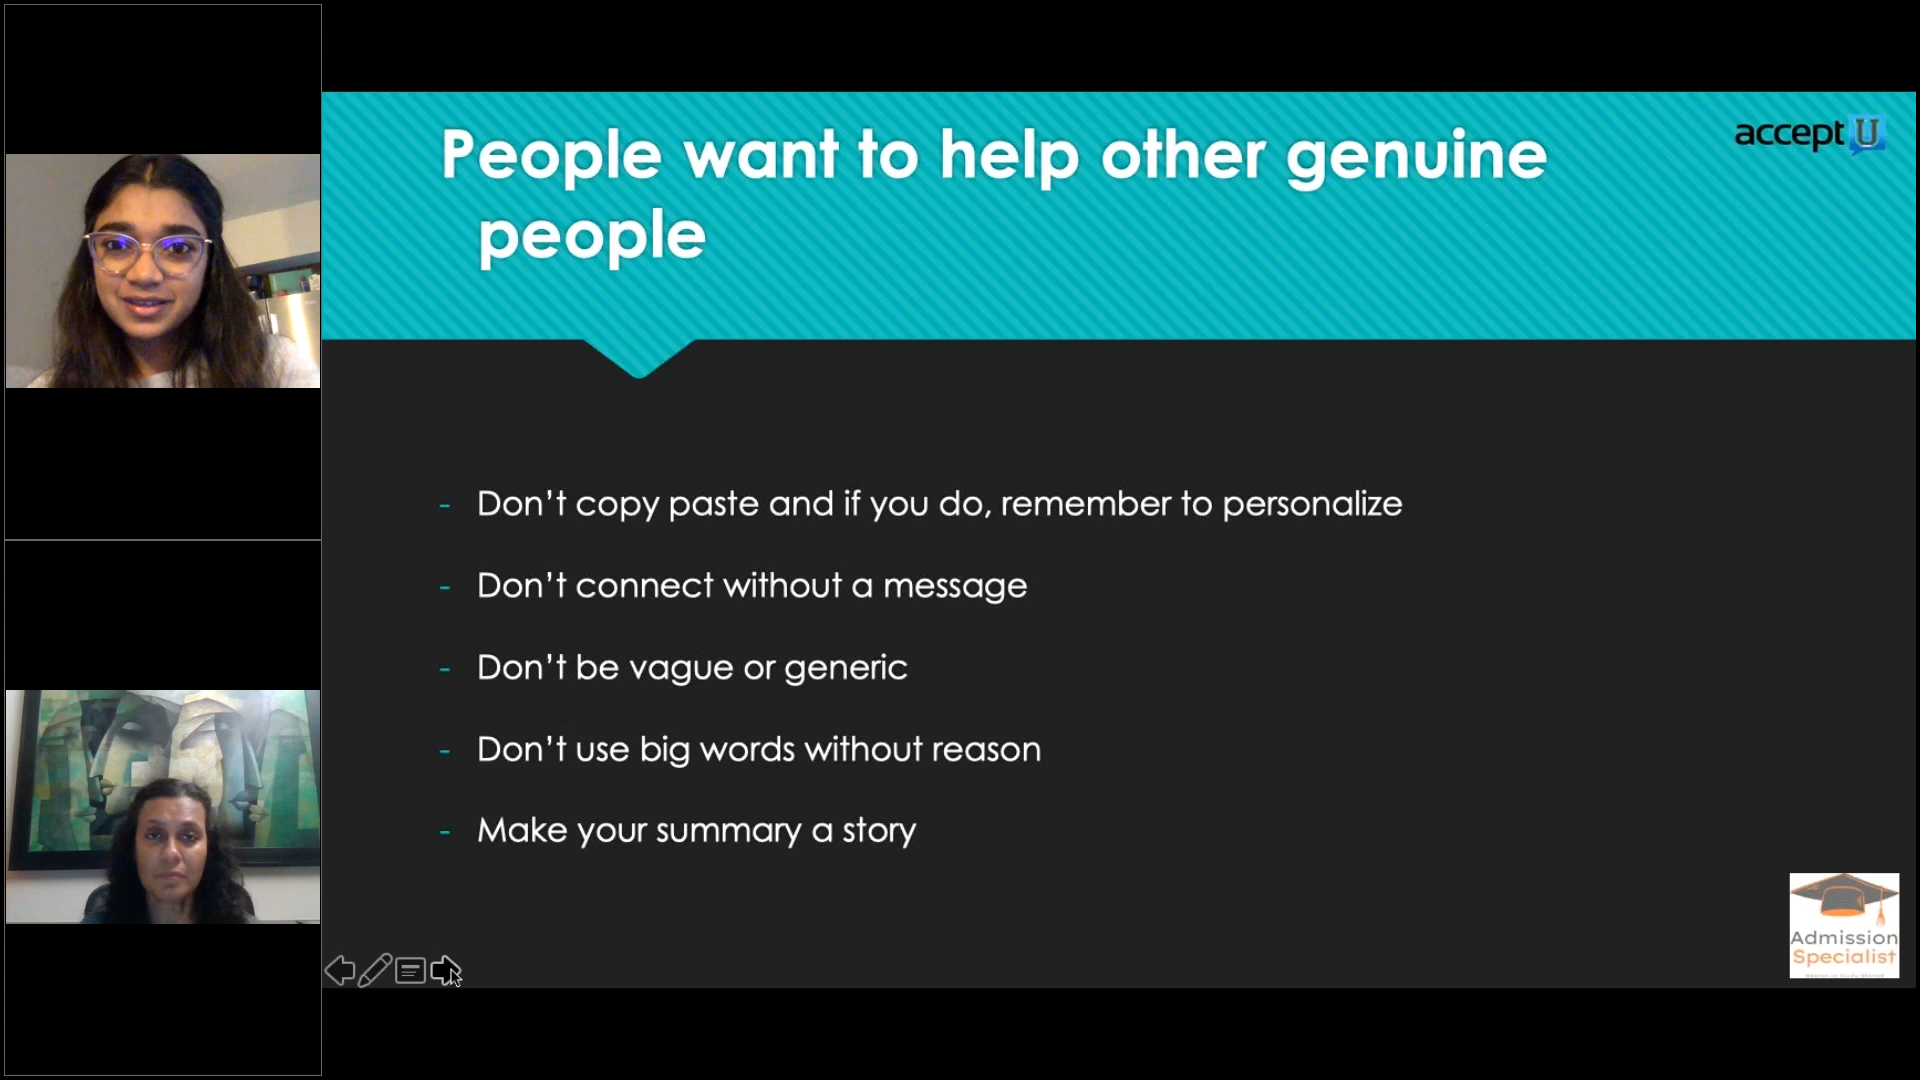 People want to help other genuine
people
accept U
- Don’t copy paste and if you do, remember to personalize
- Don’t connect without a message
- Don’t be vague or generic
- Don’t use big words without reason
- Make your summary a story
Admission
Specialist